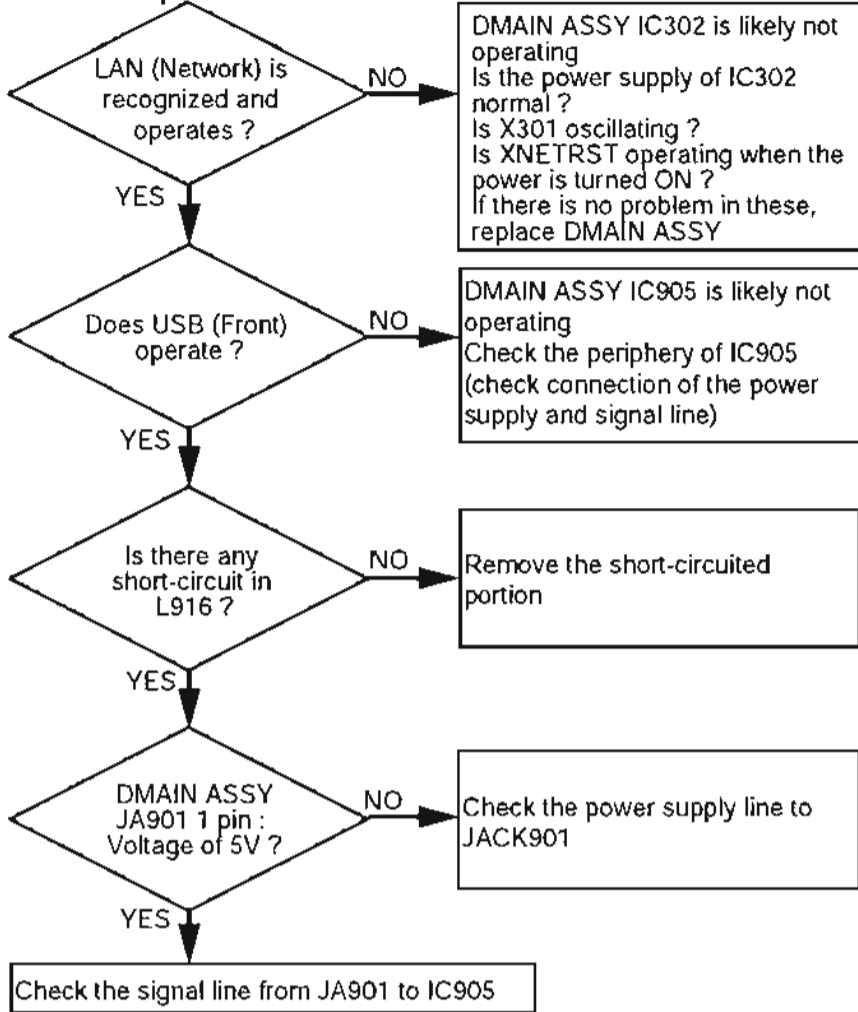 LAN (Network) is
recognized and
operates ?
NO
DMAIN ASSY IC302 is likely not
operating
Is the power supply of IC302
normal ?
Is X301 oscillating ?
Is XNETRST operating when the
power is turned ON ?
If there is no problem in these,
replace DMAIN ASSY
YES
Does USB (Front)
operate ?
NO
DMAIN ASSY IC905 is likely not
operating
Check the periphery of IC905
(check connection of the power
supply and signal line)
YES
Is there any
short-circuit in
L916 ?
NO
Remove the short-circuited
portion
YES
DMAIN ASSY
JA901 1 pin :
Voltage of 5V ?
NO
Check the power supply line to
JACK901
YES
Check the signal line from JA901 to IC905